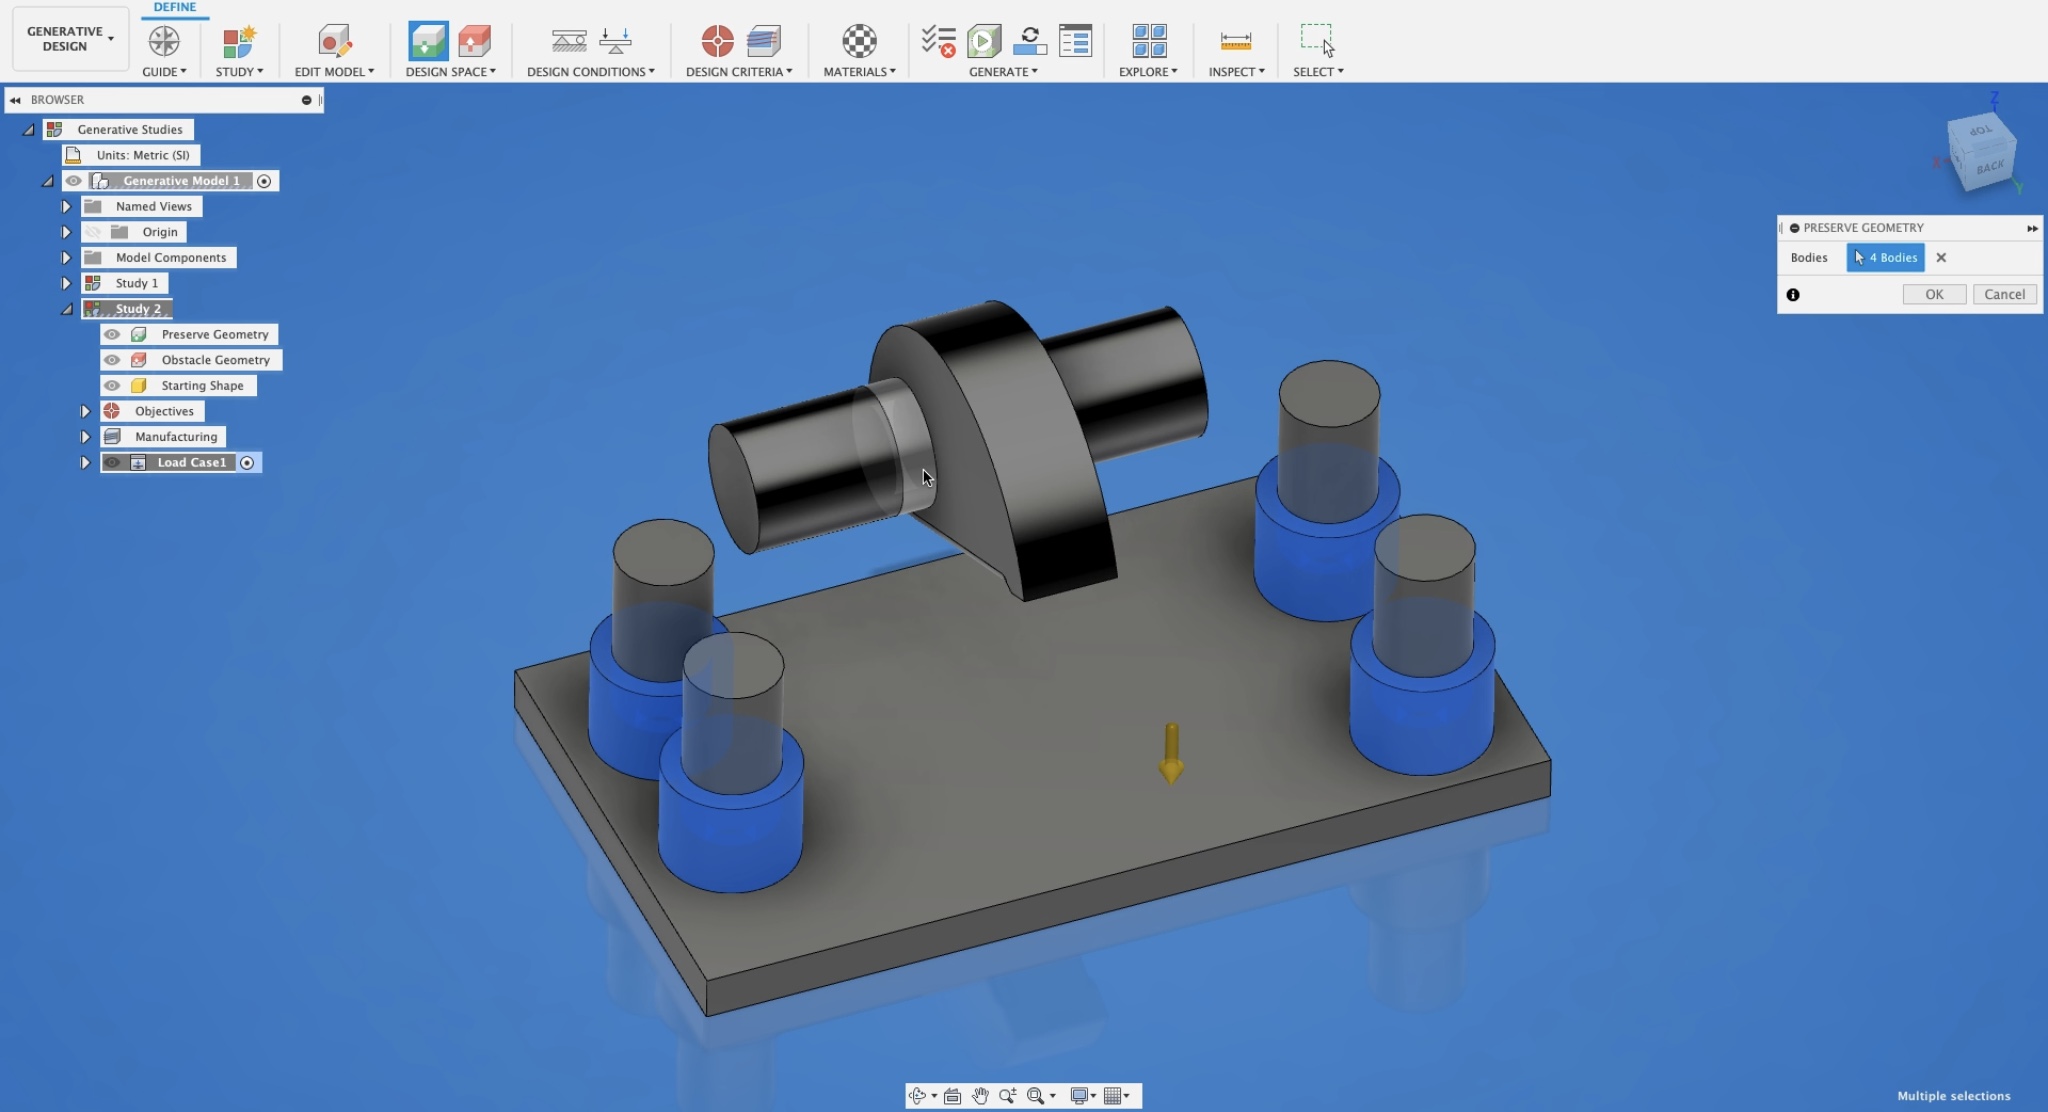 DEFINE
GENERATIVE
DESIGN
GUIDE
STUDY
EDIT MODEL
DESIGN SPACE
DESIGN CONDITIONS
DESIGN CRITERIA
MATERIALS
GENERATE
EXPLORE
INSPECT
SELECT
BROWSER
Generative Studies
Units: Metric (SI)
Generative Model 1
Named Views
Origin
Model Components
Study 1
Study 2
Preserve Geometry
Obstacle Geometry
Starting Shape
Objectives
Manufacturing
Load Case1
Z
TOP
X
BACK
Y
PRESERVE GEOMETRY
Bodies
4 Bodies
OK
Cancel
Multiple selections